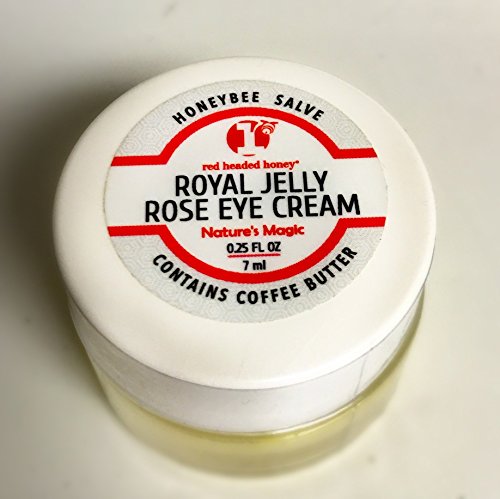 HONEYBEE SALVE
1
red headed honey®
ROYAL JELLY
ROSE EYE CREAM
Nature's Magic
0.25 FL OZ
7 ml
CONTAINS COFFEE BUTTER